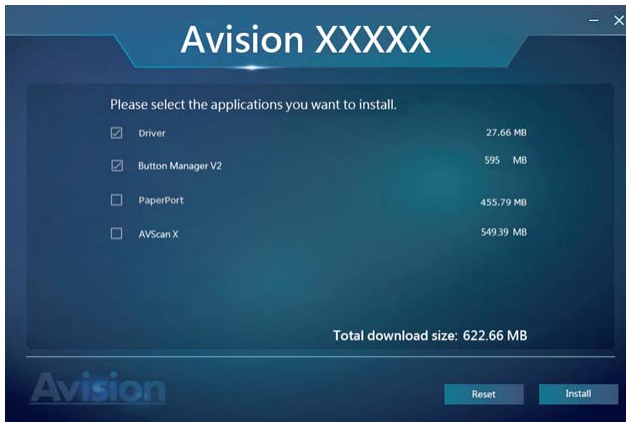 Avision XXXXX
Please select the applications you want to install.
Driver 27.66 MB
Button Manager V2 595 MB
PaperPort 455.79 MB
AVScan X 549.39 MB
Total download size: 622.66 MB
Avision
Reset Install